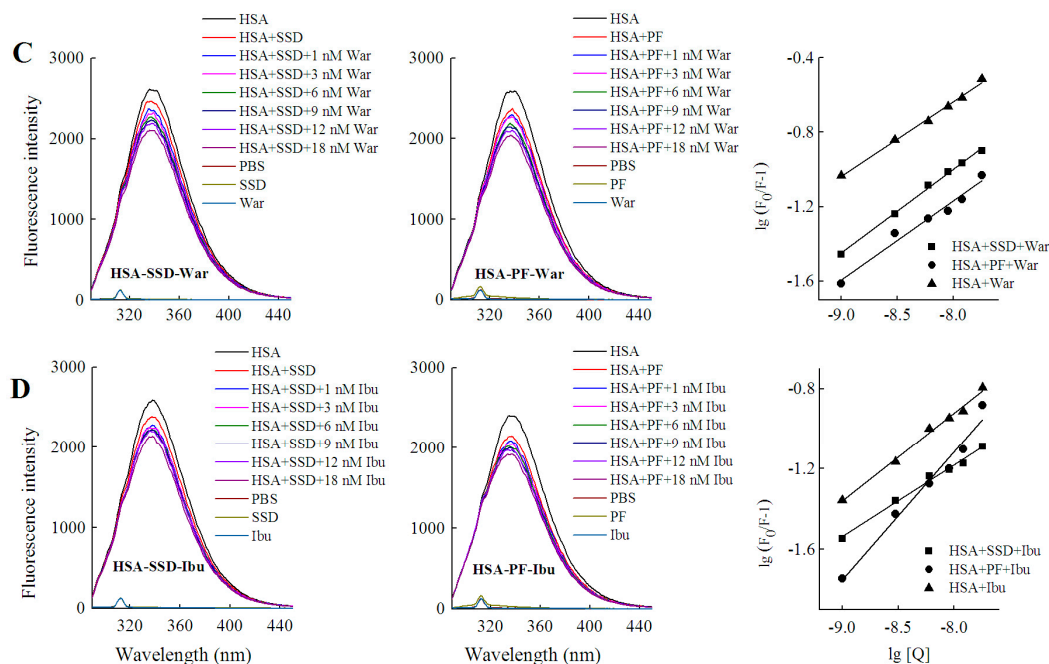 C
Fluorescence intensity
3000
2000
1000
0
320 360 400 440
HSA
HSA+SSD
HSA+SSD+1 nM War
HSA+SSD+3 nM War
HSA+SSD+6 nM War
HSA+SSD+9 nM War
HSA+SSD+12 nM War
HSA+SSD+18 nM War
PBS
SSD
War
HSA-SSD-War
3000
2000
1000
0
320 360 400 440
HSA
HSA+PF
HSA+PF+1 nM War
HSA+PF+3 nM War
HSA+PF+6 nM War
HSA+PF+9 nM War
HSA+PF+12 nM War
HSA+PF+18 nM War
PBS
PF
War
HSA-PF-War
lg (F0/F-1)
-0.4
-0.8
-1.2
-1.6
-9.0 -8.5 -8.0
HSA+SSD+War
HSA+PF+War
HSA+War
D
Fluorescence intensity
3000
2000
1000
0
320 360 400 440
Wavelength (nm)
HSA
HSA+SSD
HSA+SSD+1 nM Ibu
HSA+SSD+3 nM Ibu
HSA+SSD+6 nM Ibu
HSA+SSD+9 nM Ibu
HSA+SSD+12 nM Ibu
HSA+SSD+18 nM Ibu
PBS
SSD
Ibu
HSA-SSD-Ibu
3000
2000
1000
0
320 360 400 440
Wavelength (nm)
HSA
HSA+PF
HSA+PF+1 nM Ibu
HSA+PF+3 nM Ibu
HSA+PF+6 nM Ibu
HSA+PF+9 nM Ibu
HSA+PF+12 nM Ibu
HSA+PF+18 nM Ibu
PBS
PF
Ibu
HSA-PF-Ibu
lg (F0/F-1)
-0.8
-1.2
-1.6
-9.0 -8.5 -8.0
lg [Q]
HSA+SSD+Ibu
HSA+PF+Ibu
HSA+Ibu